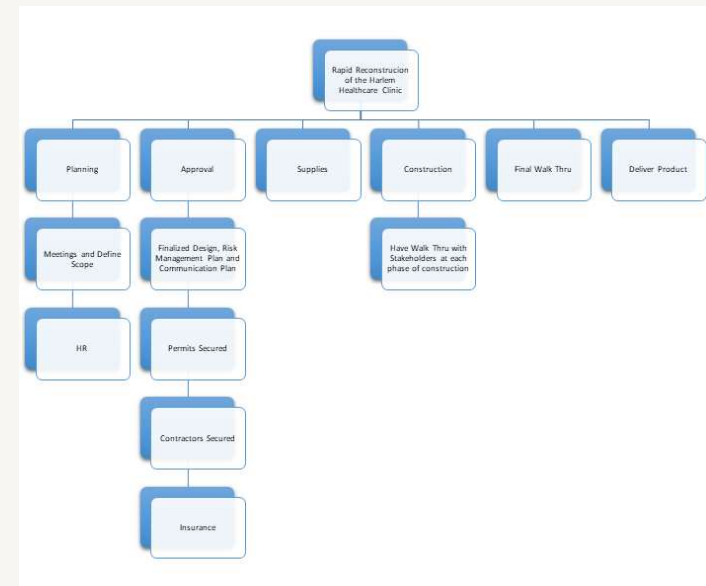 Rapid Reconstrucion
of the Harlem
Healthcare Clinic
Planning
Approval
Supplies
Construction
Final Walk Thru
Deliver Product
Meetings and Define
Scope
Finalized Design, Risk
Management Plan and
Communication Plan
Have Walk Thru with
Stakeholders at each
phase of construction
HR
Permits Secured
Contractors Secured
Insurance